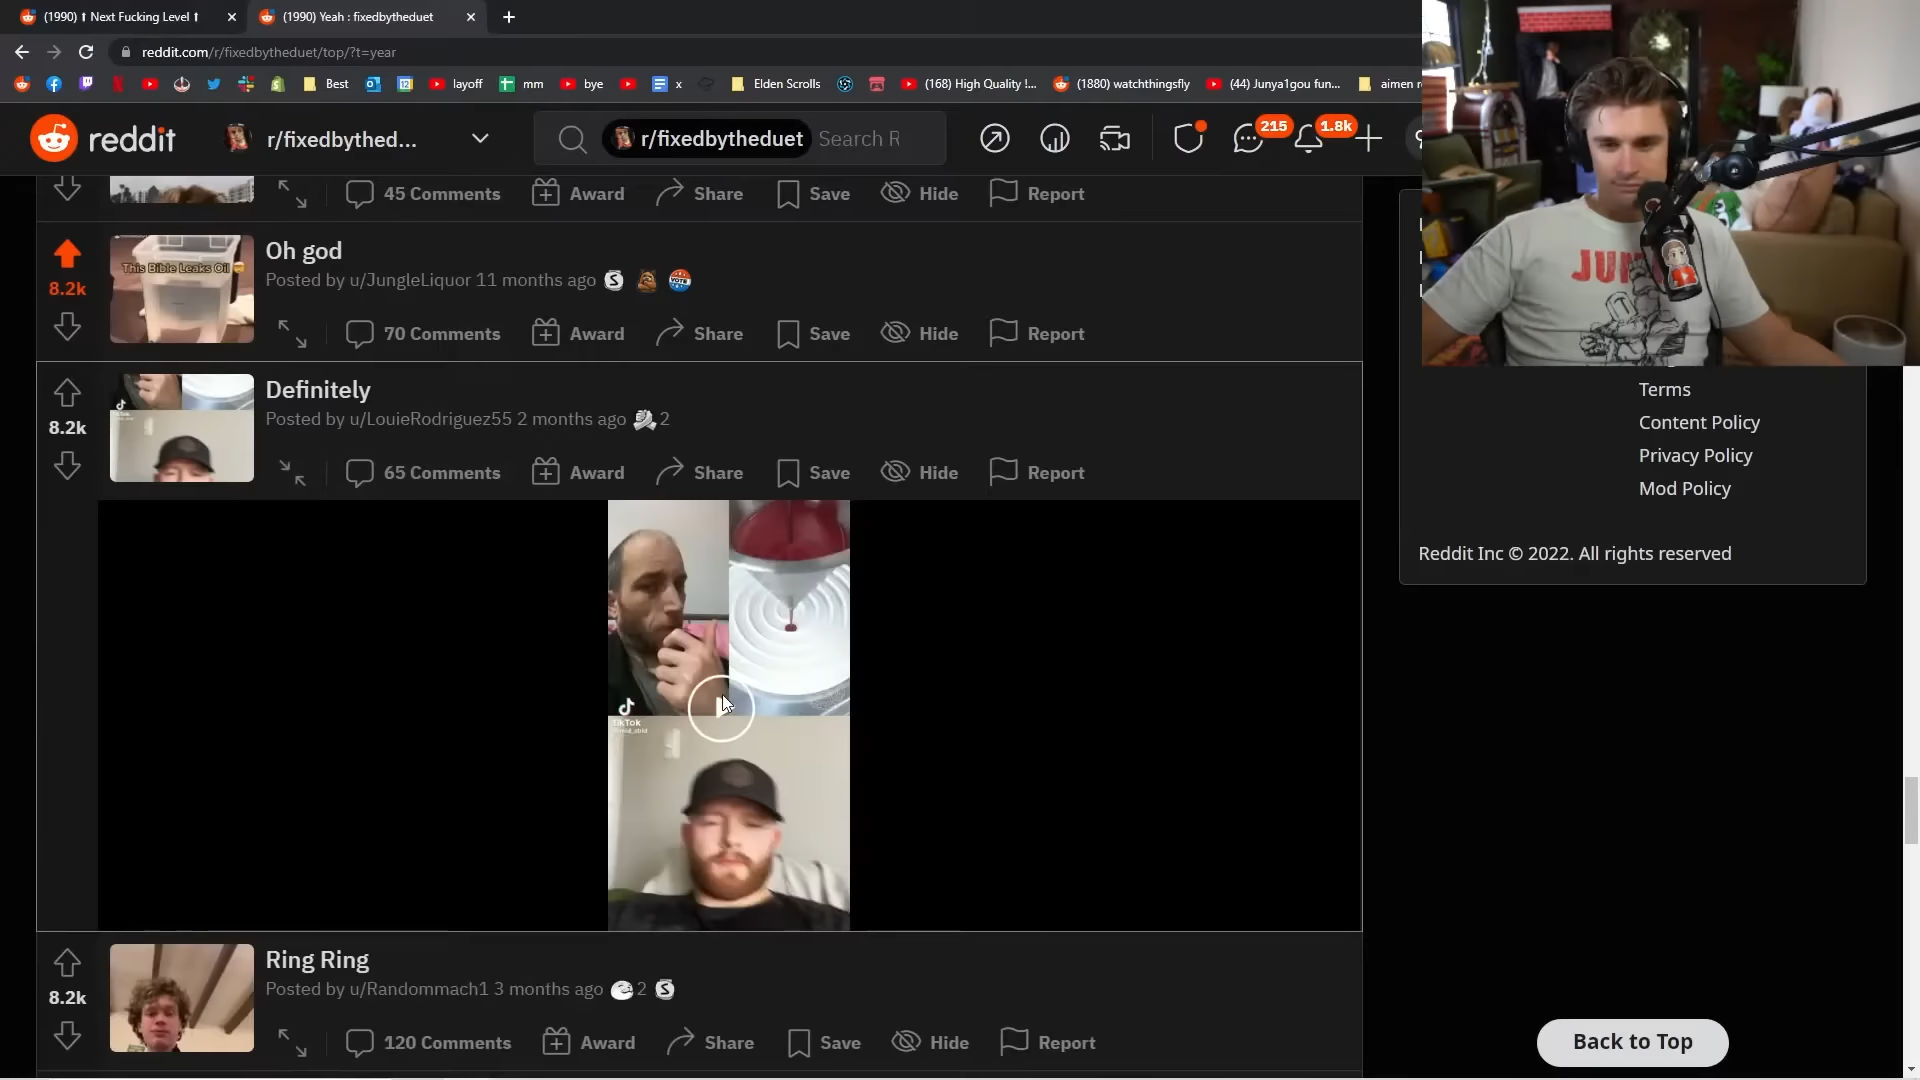 (1990) ⬆ Next Fucking Level ⬆
(1990) Yeah : fixedbytheduet
reddit.com/r/fixedbytheduet/top/?t=year
Best
12
layoff
mm
bye
x
Elden Scrolls
(168) High Quality !...
(1880) watchthingsfly
(44) Junya1gou fun...
aimen r
reddit
r/fixedbythed...
r/fixedbytheduet
Search R
215
1.8k
45 Comments
Award
Share
Save
Hide
Report
This Bible Leaks Oil
Oh god
Posted by u/JungleLiquor 11 months ago
VOTE
8.2k
70 Comments
Award
Share
Save
Hide
Report
Definitely
Posted by u/LouieRodriguez55 2 months ago
2
8.2k
65 Comments
Award
Share
Save
Hide
Report
TikTok
Ring Ring
Posted by u/Randommach1 3 months ago
2
8.2k
120 Comments
Award
Share
Save
Hide
Report
Terms
Content Policy
Privacy Policy
Mod Policy
Reddit Inc © 2022. All rights reserved
Back to Top